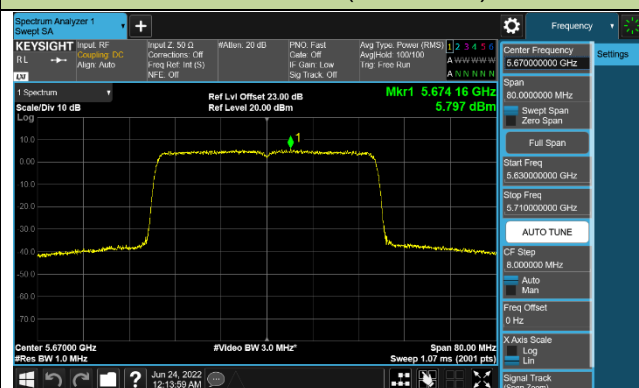 Spectrum Analyzer 1
Swept SA
+
Frequency
KEYSIGHT
RL
LXI
Input: RF
Coupling: DC
Align: Auto
Input Z: 50 Ω
Corrections: Off
Freq Ref: Int (S)
NFE: Off
#Atten: 20 dB
PNO: Fast
Gate: Off
IF Gain: Low
Sig Track: Off
Avg Type: Power (RMS)
Avg|Hold: 100/100
Trig: Free Run
1 2 3 4 5 6
A W W W W W
A N N N N N
Center Frequency
5.670000000 GHz
Settings
Span
80.0000000 MHz
Swept Span
Zero Span
Full Span
Start Freq
5.630000000 GHz
Stop Freq
5.710000000 GHz
AUTO TUNE
CF Step
8.000000 MHz
Auto
Man
Freq Offset
0 Hz
X Axis Scale
Log
Lin
Signal Track
(Span Zoom)
1 Spectrum
Scale/Div 10 dB
Log
Ref Lvl Offset 23.00 dB
Ref Level 20.00 dBm
Mkr1 5.674 16 GHz
5.797 dBm
1
10.0
0.00
-10.0
-20.0
-30.0
-40.0
-50.0
-60.0
-70.0
Center 5.67000 GHz
#Res BW 1.0 MHz
#Video BW 3.0 MHz*
Span 80.00 MHz
Sweep 1.07 ms (2001 pts)
?
Jun 24, 2022
12:13:59 AM